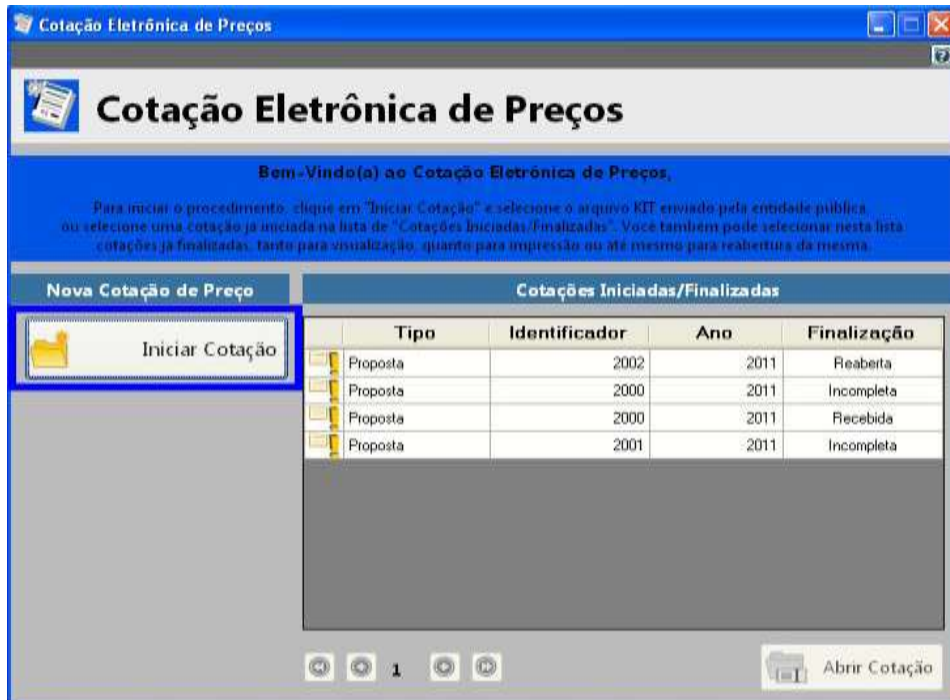 Cotação Eletrônica de Preços
Cotação Eletrônica de Preços
Bem-Vindo(a) ao Cotação Eletrônica de Preços,
Para iniciar o procedimento, clique em "Iniciar Cotação" e selecione o arquivo KIT enviado pela entidade pública,
ou selecione uma cotação ja iniciada na lista de "Cotações Iniciadas/Finalizadas". Você também pode selecionar nesta lista
cotações ja finalizadas, tanto para visualização, quanto para impressão ou até mesmo para reabertura da mesma.
Nova Cotação de Preço
Cotações Iniciadas/Finalizadas
Iniciar Cotação
Tipo Identificador Ano Finalização
Proposta 2002 2011 Reaberta
Proposta 2000 2011 Incompleta
Proposta 2000 2011 Recebida
Proposta 2001 2011 Incompleta
1
Abrir Cotação